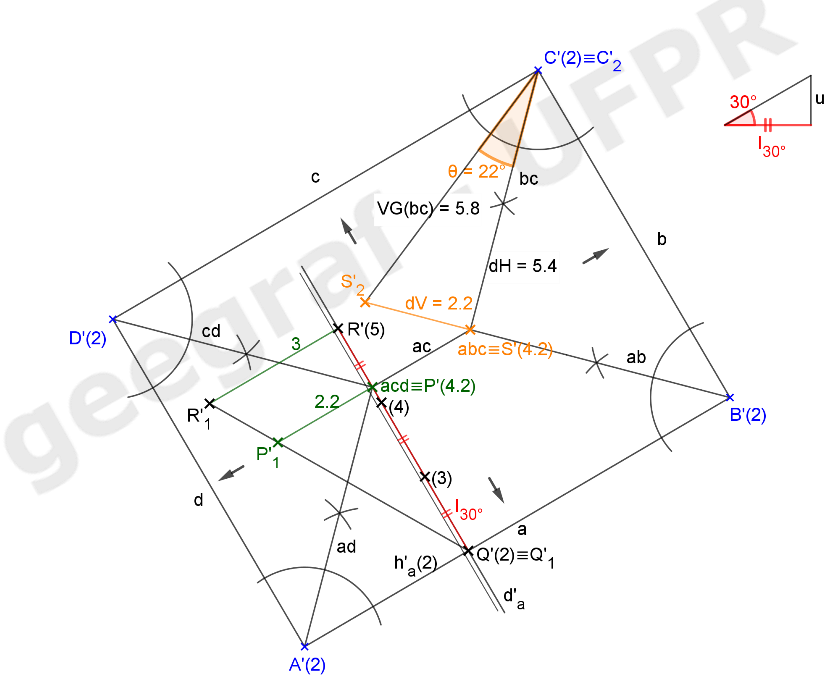 C'(2)≡C'₂
30°
u
I₃₀°
c
θ = 22°
bc
VG(bc) = 5.8
b
dH = 5.4
S'₂
dV = 2.2
D'(2)
cd
R'(5)
3
ac
abc≡S'(4.2)
ab
acd≡P'(4.2)
R'₁
2.2
(4)
B'(2)
P'₁
(3)
d
I₃₀°
a
ad
h'ₐ(2)
Q'(2)≡Q'₁
d'ₐ
A'(2)
geegraf - UFPR